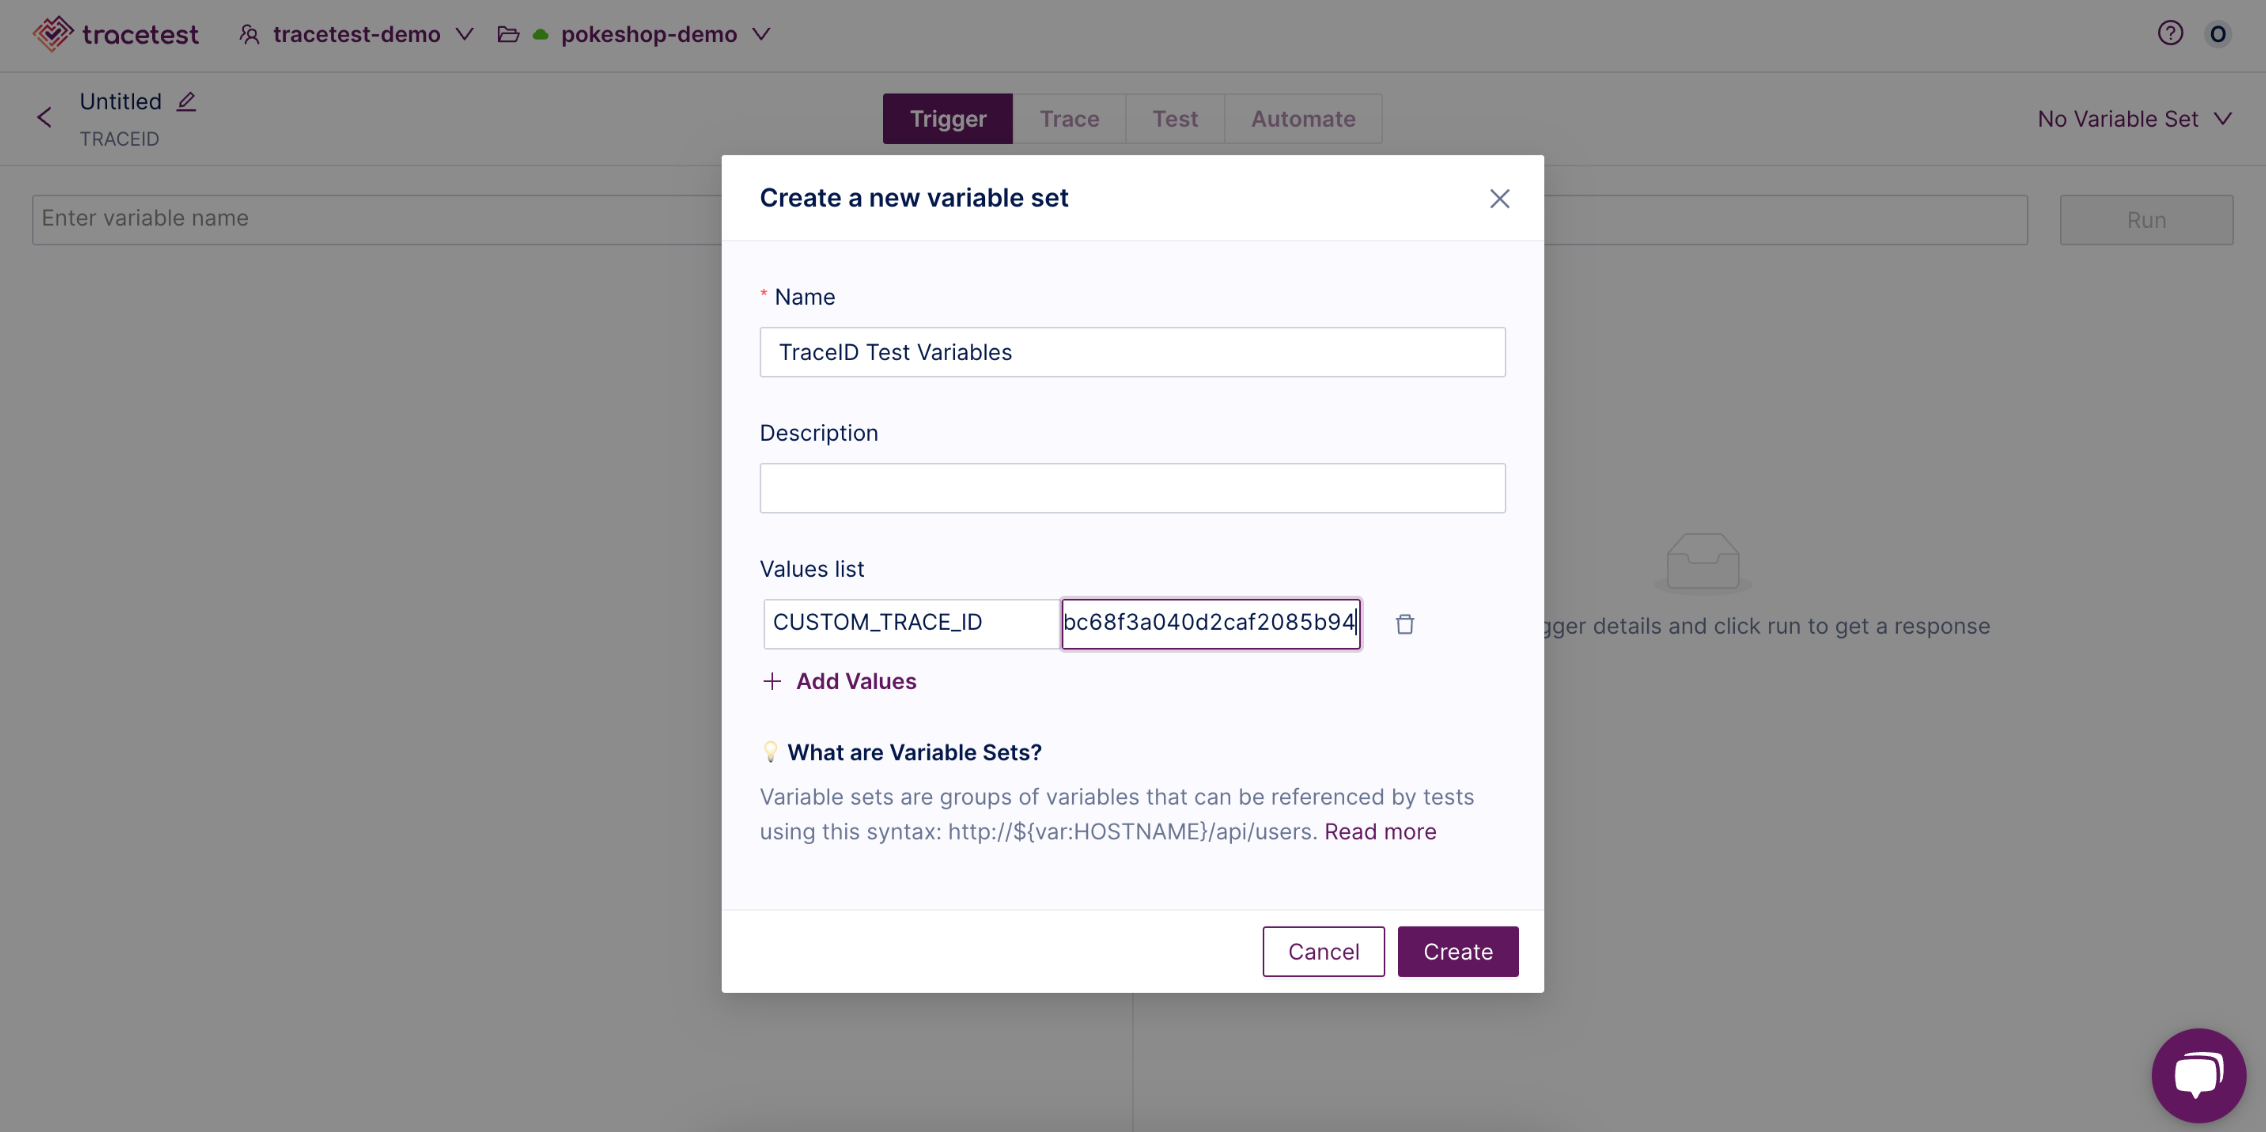 tracetest
tracetest-demo
pokeshop-demo
O
Untitled
TRACEID
Trigger
Trace
Test
Automate
No Variable Set
Enter variable name
Run
Create a new variable set
* Name
TraceID Test Variables
Description
Values list
CUSTOM_TRACE_ID
bc68f3a040d2caf2085b94
gger details and click run to get a response
+ Add Values
What are Variable Sets?
Variable sets are groups of variables that can be referenced by tests
using this syntax: http://${var:HOSTNAME}/api/users. Read more
Cancel
Create